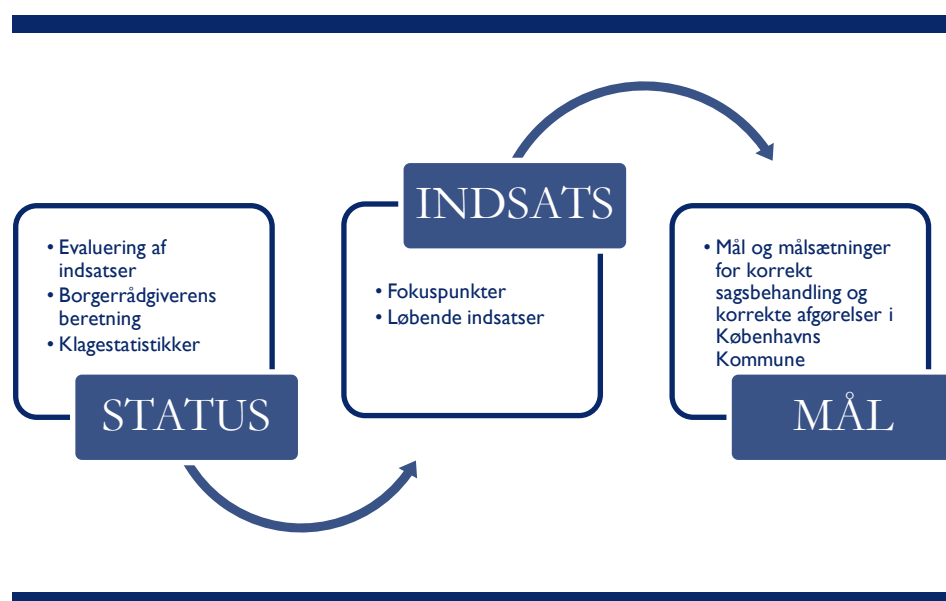 • Evaluering af
indsatser
• Borgerrådgiverens
beretning
• Klagestatistikker
STATUS
INDSATS
• Fokuspunkter
• Løbende indsatser
• Mål og målsætninger
for korrekt
sagsbehandling og
korrekte afgørelser i
Københavns
Kommune
MÅL